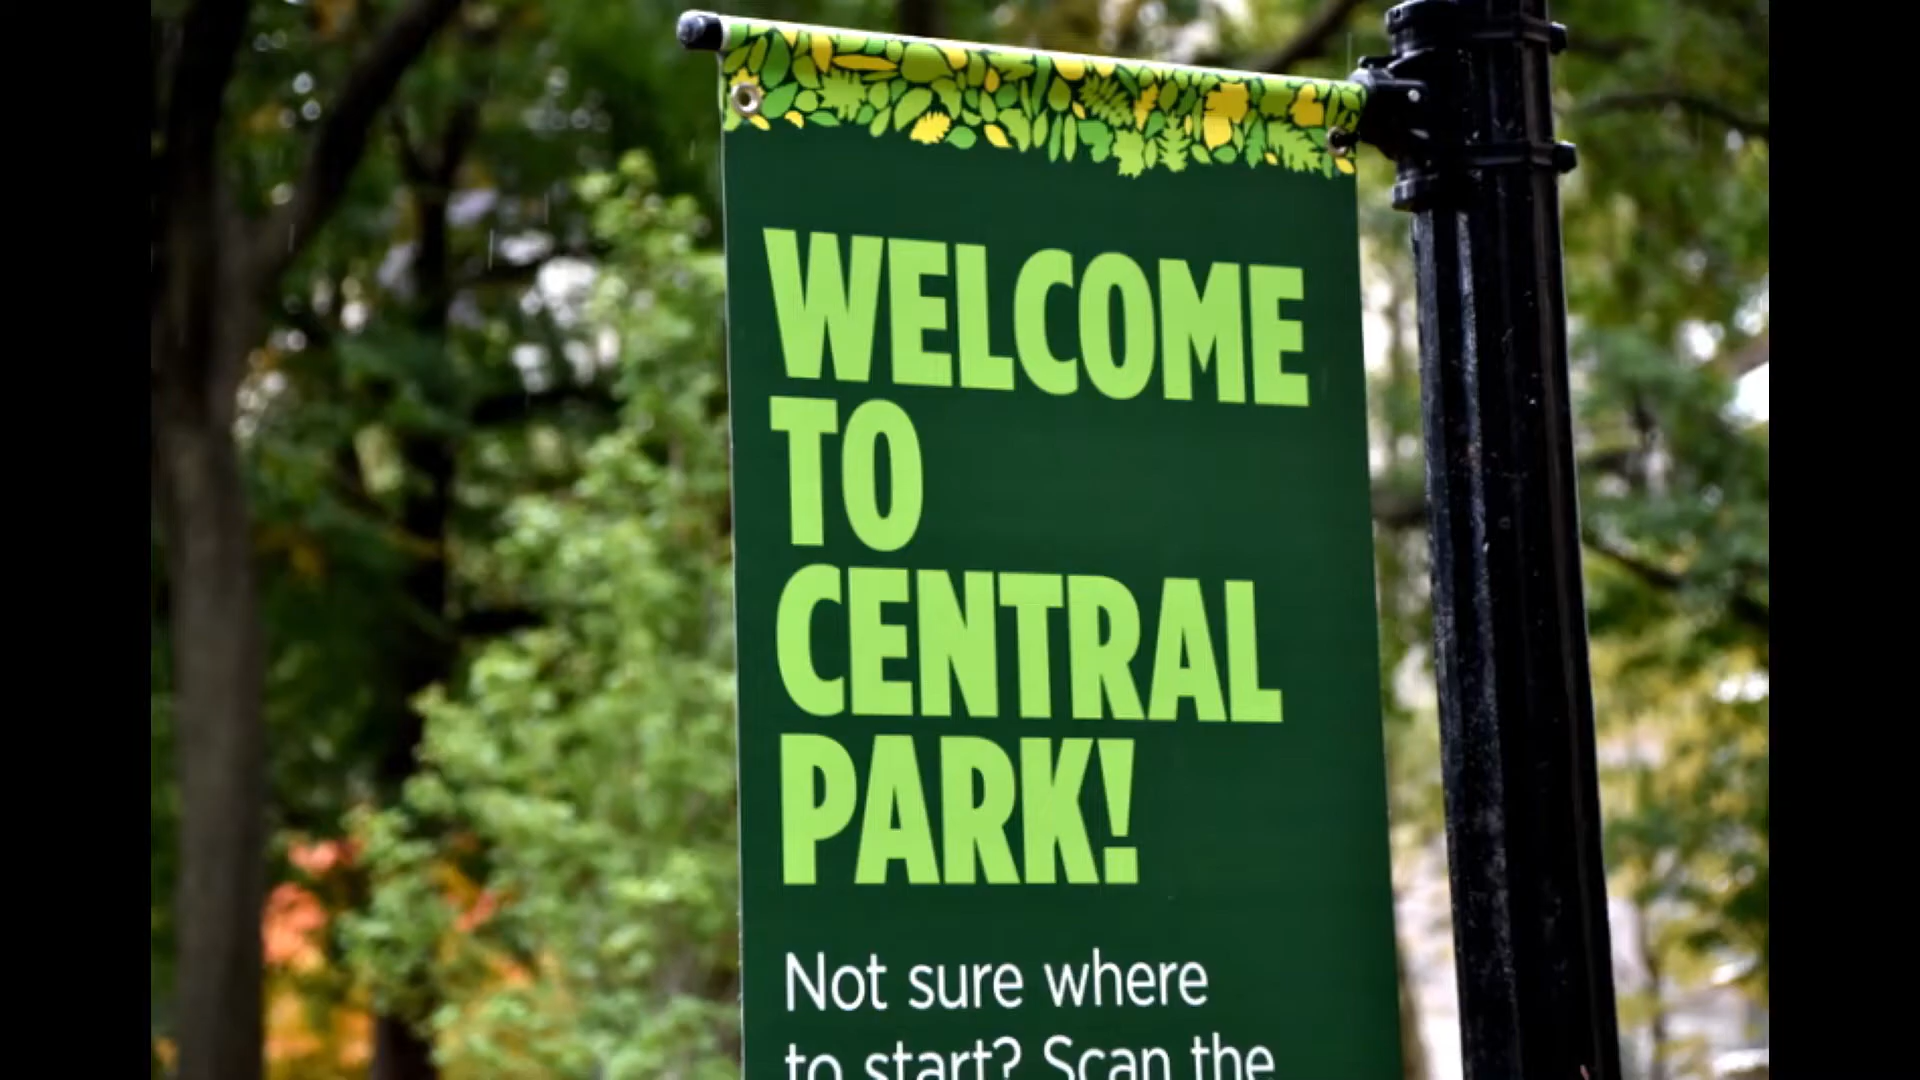 WELCOME
TO
CENTRAL
PARK!
Not sure where
to start? Scan the